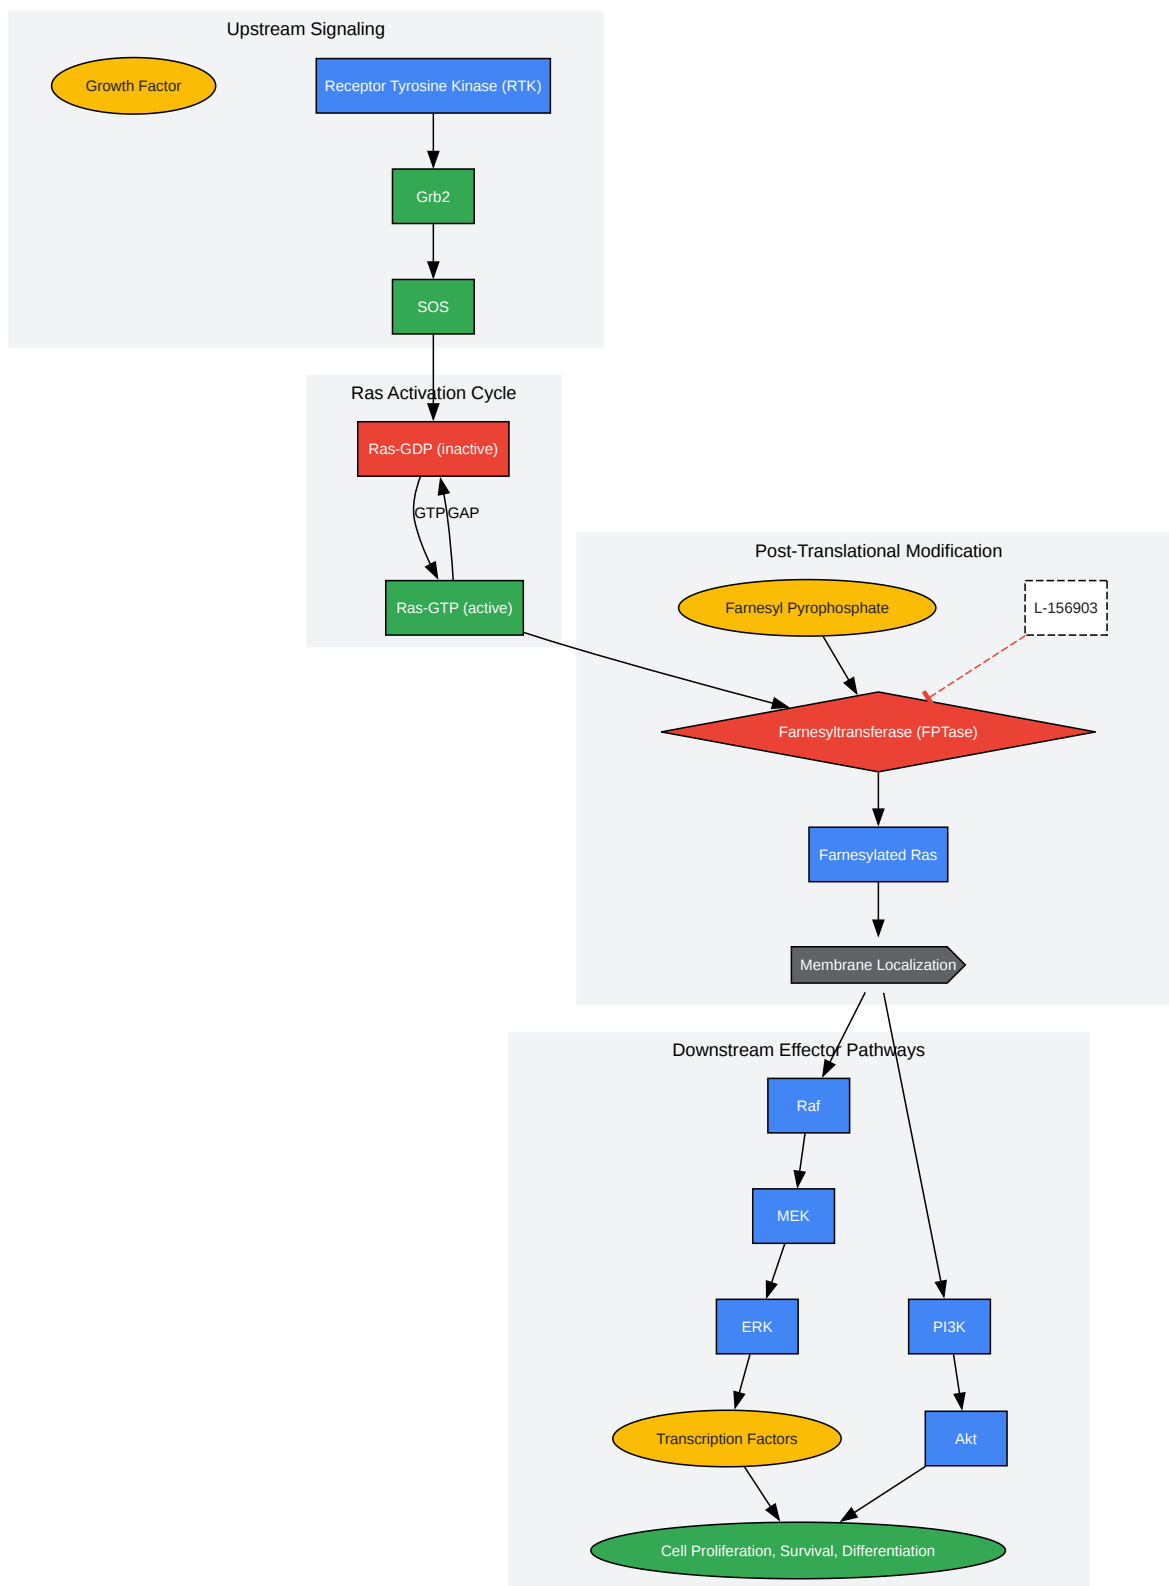 Upstream Signaling
Growth Factor
Receptor Tyrosine Kinase (RTK)
Grb2
SOS
Ras Activation Cycle
Ras-GDP (inactive)
GTP
GAP
Ras-GTP (active)
Post-Translational Modification
Farnesyl Pyrophosphate
L-156903
Farnesyltransferase (FPTase)
Farnesylated Ras
Membrane Localization
Downstream Effector Pathways
Raf
MEK
ERK
PI3K
Transcription Factors
Akt
Cell Proliferation, Survival, Differentiation